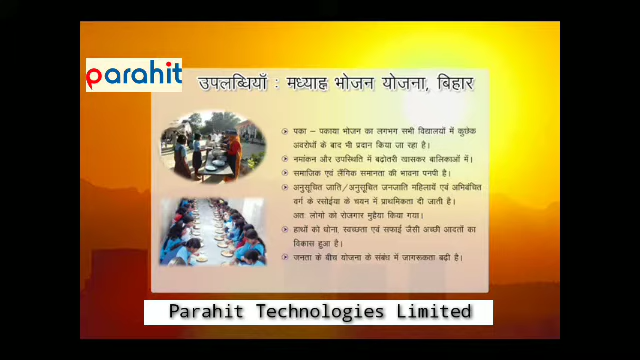 parahit
उपलब्धियाँ : मध्याह्न भोजन योजना, बिहार
पका – पकाया भोजन का लगभग सभी विद्यालयों में कुछेक
अवरोधों के बाद भी प्रदान किया जा रहा है।
नमांकन और उपस्थिति में बढ़ोतरी खासकर बालिकाओं में।
समाजिक एवं लैंगिक समानता की भावना पनपी है।
अनुसूचित जाति/अनुसूचित जनजाति महिलायें एवं अभिवंचित
वर्ग के रसोईया के चयन में प्राथमिकता दी जाती है।
अतः लोगों को रोजगार मुहैया किया गया।
हाथों को धोना, स्वच्छता एवं सफाई जैसी अच्छी आदतों का
विकास हुआ है।
जनता के बीच योजना के संबंध में जागरूकता बढ़ी है।
Parahit Technologies Limited